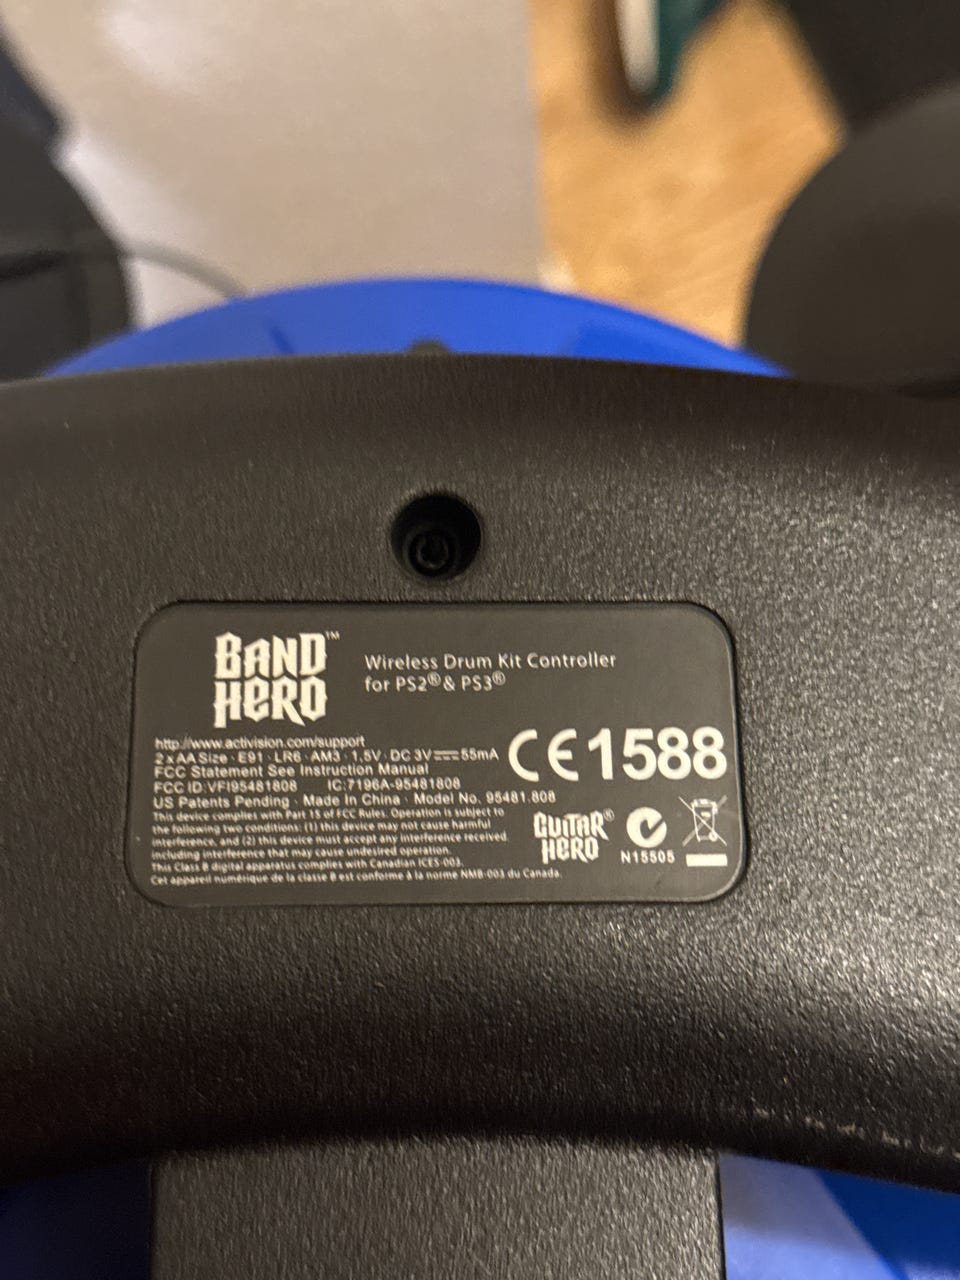 BAND HERO™
Wireless Drum Kit Controller
for PS2® & PS3®
http://www.activision.com/support
2 x AA Size · E91 · LR6 · AM3 · 1,5V · DC 3V⎓55mA
FCC Statement See Instruction Manual
FCC ID:VFI95481808 IC:7196A-95481808
US Patents Pending · Made In China · Model No. 95481.808
This device complies with Part 15 of FCC Rules. Operation is subject to
the following two conditions: (1) this device may not cause harmful
interference, and (2) this device must accept any interference received,
including interference that may cause undesired operation.
This Class B digital apparatus complies with Canadian ICES-003.
Cet appareil numérique de la classe B est conforme à la norme NMB-003 du Canada.
CE1588
GUITAR HERO®
N15505